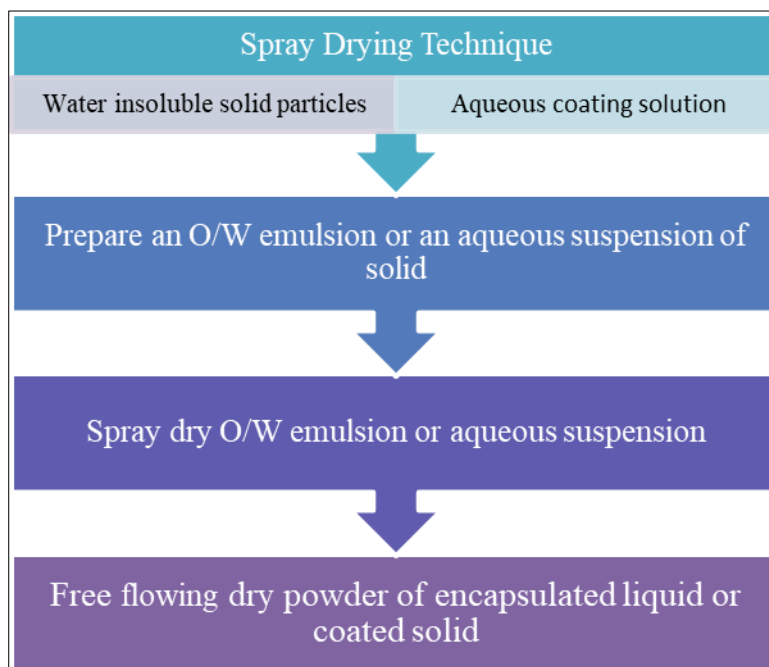 Spray Drying Technique
Water insoluble solid particles
Aqueous coating solution
Prepare an O/W emulsion or an aqueous suspension of
solid
Spray dry O/W emulsion or aqueous suspension
Free flowing dry powder of encapsulated liquid or
coated solid